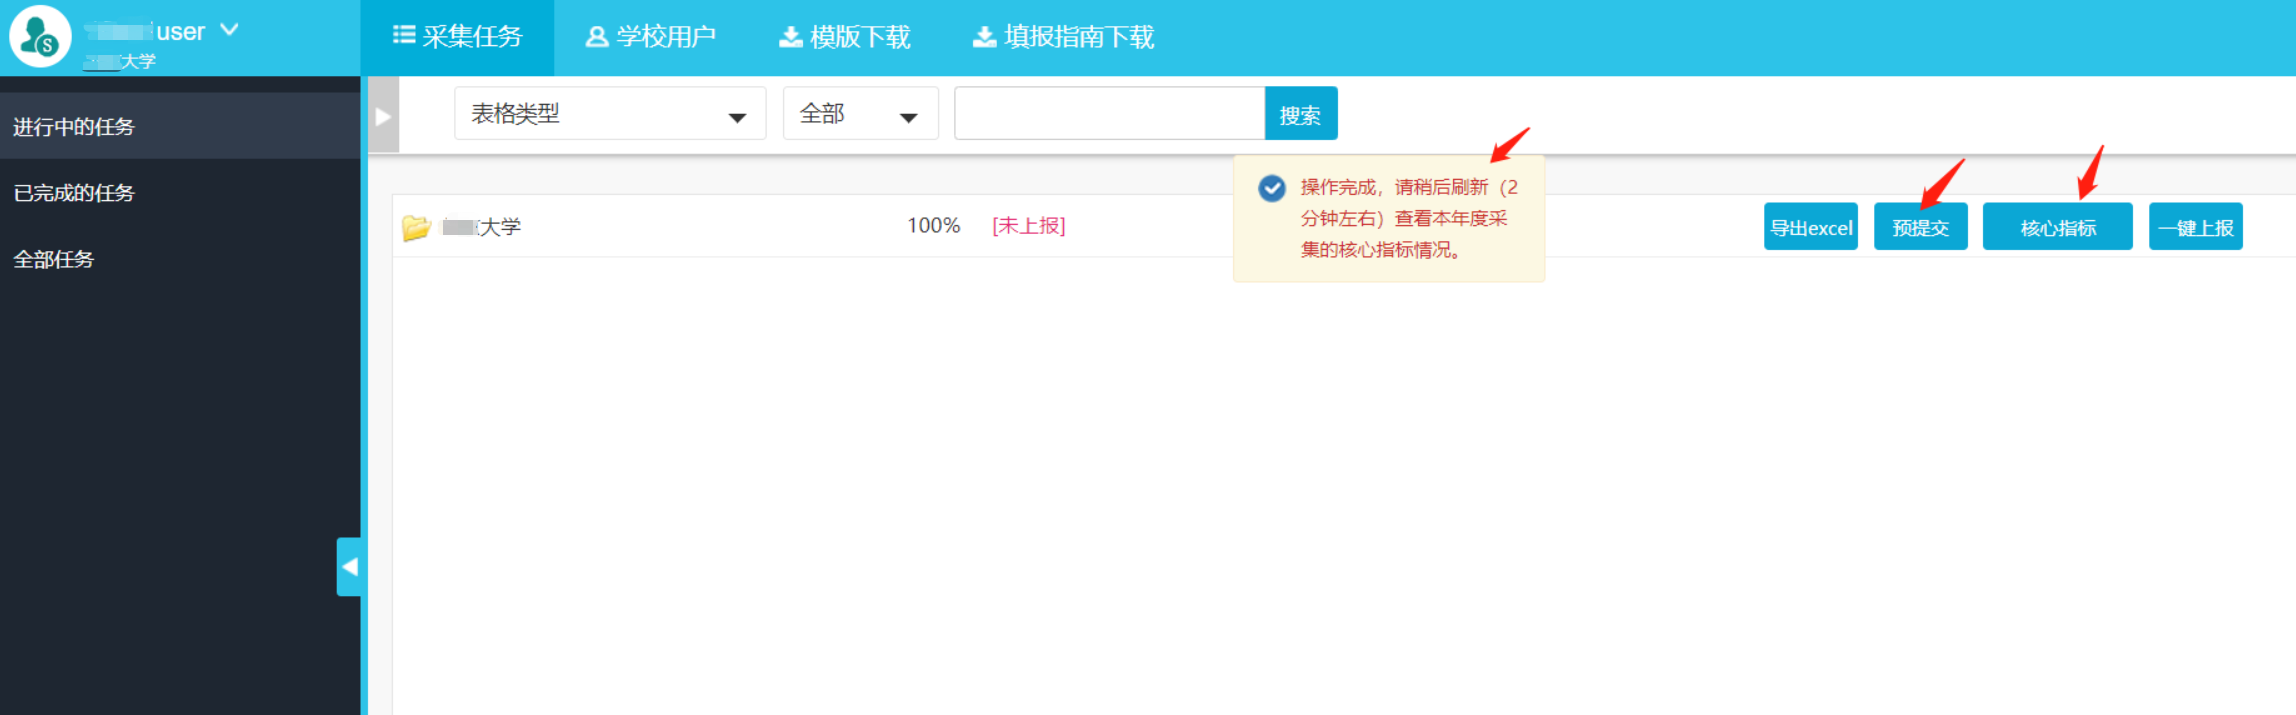 user
大学
采集任务
学校用户
模版下载
填报指南下载
进行中的任务
已完成的任务
全部任务
表格类型
全部
搜索
大学
100%
[未上报]
操作完成，请稍后刷新（2
分钟左右）查看本年度采
集的核心指标情况。
导出excel
预提交
核心指标
一键上报